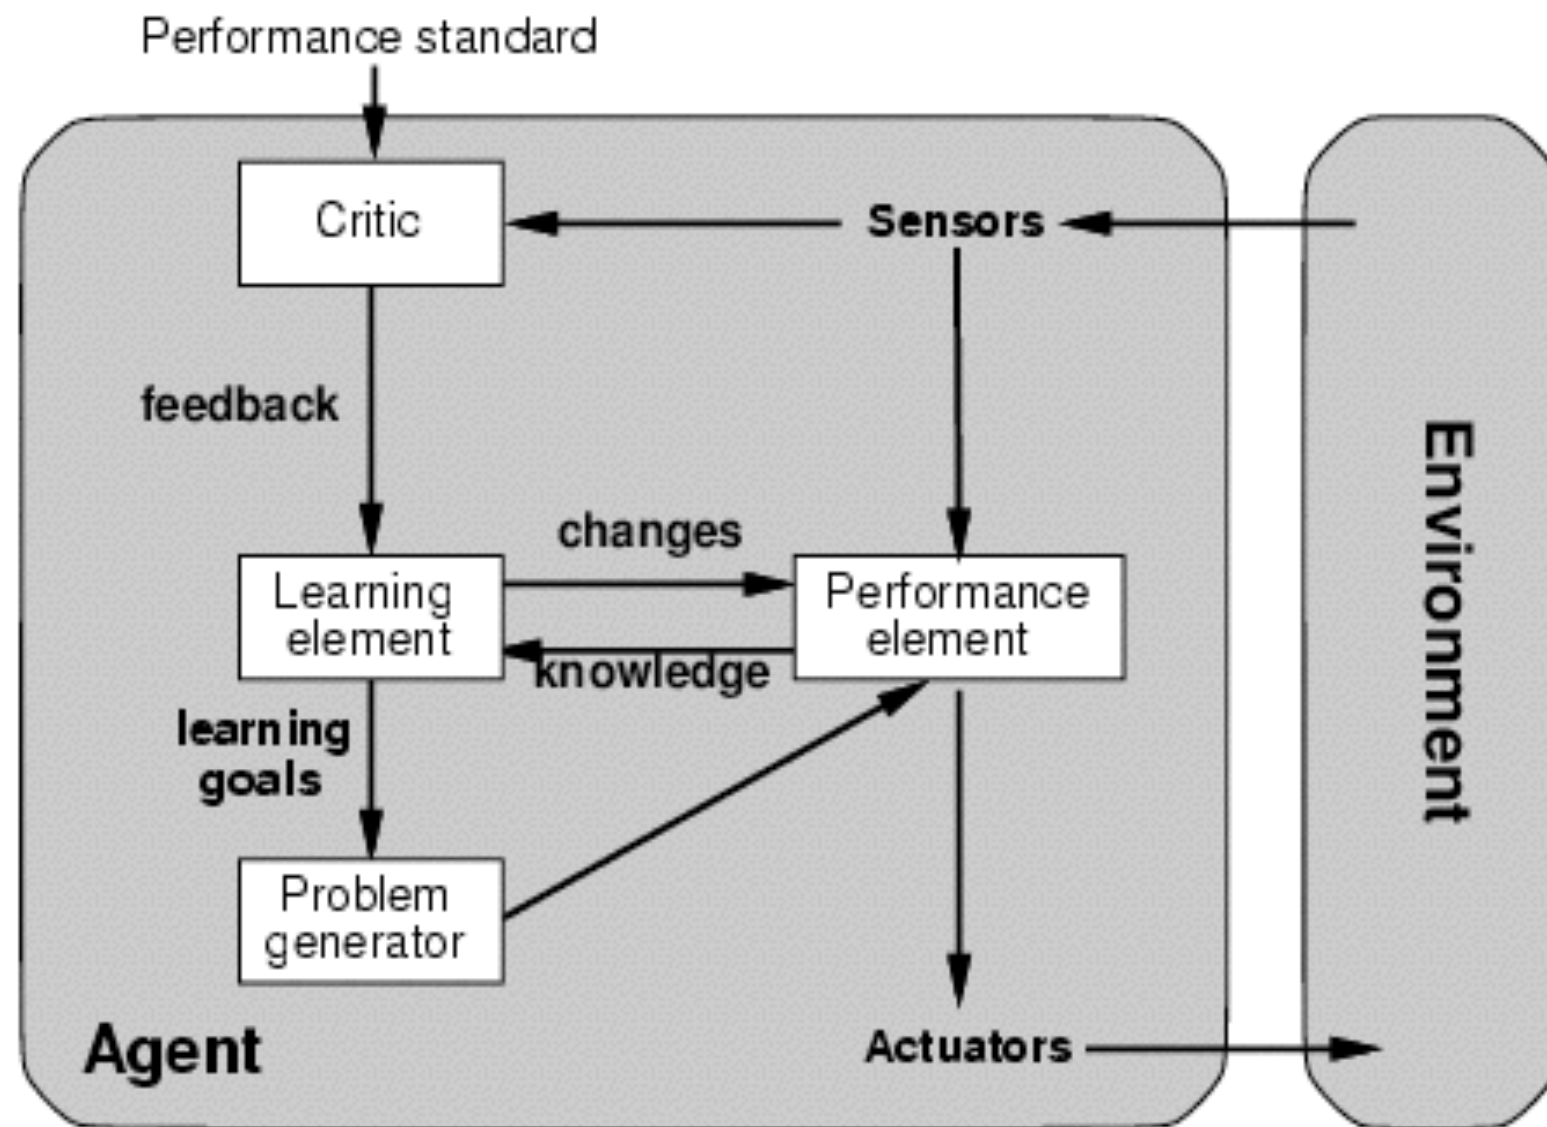 Performance standard
Critic
Sensors
feedback
changes
Learning
element
Performance
element
knowledge
learning
goals
Problem
generator
Agent
Actuators
Environment